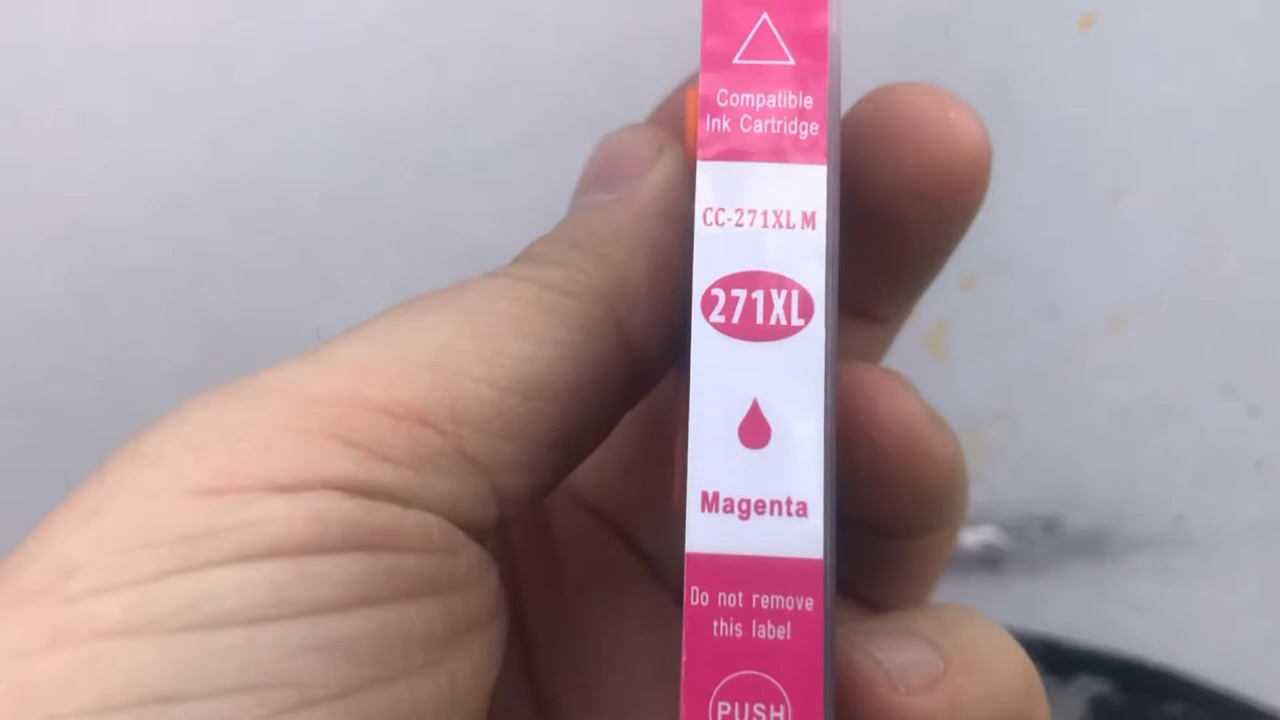 Compatible
Ink Cartridge
CC-271XL M
271XL
Magenta
Do not remove
this label
PUSH